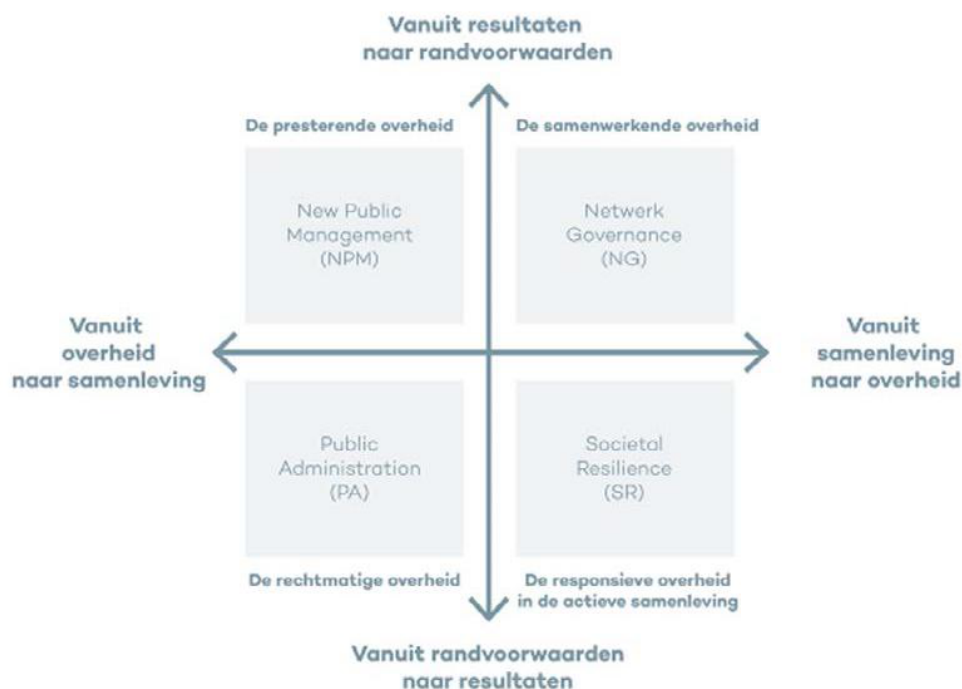 Vanuit resultaten
naar randvoorwaarden
De presterende overheid
De samenwerkende overheid
New Public
Management
(NPM)
Netwerk
Governance
(NG)
Vanuit
overheid
naar samenleving
Vanuit
samenleving
naar overheid
Public
Administration
(PA)
Societal
Resilience
(SR)
De rechtmatige overheid
De responsieve overheid
in de actieve samenleving
Vanuit randvoorwaarden
naar resultaten